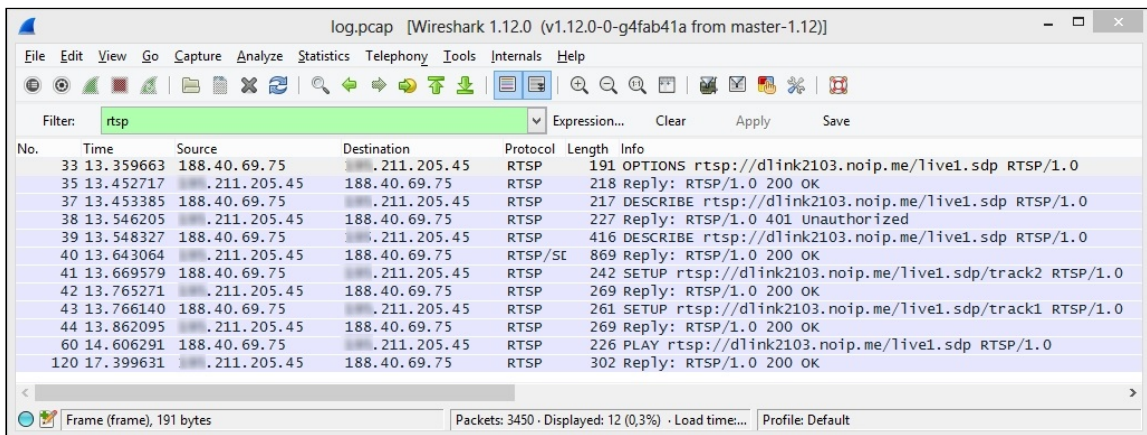 log.pcap [Wireshark 1.12.0 (v1.12.0-0-g4fab41a from master-1.12)]
File Edit View Go Capture Analyze Statistics Telephony Tools Internals Help
Filter: rtsp Expression... Clear Apply Save
No. Time Source Destination Protocol Length Info
33 13.359663 188.40.69.75 .211.205.45 RTSP 191 OPTIONS rtsp://dlink2103.noip.me/live1.sdp RTSP/1.0
35 13.452717 .211.205.45 188.40.69.75 RTSP 218 Reply: RTSP/1.0 200 OK
37 13.453385 188.40.69.75 .211.205.45 RTSP 217 DESCRIBE rtsp://dlink2103.noip.me/live1.sdp RTSP/1.0
38 13.546205 .211.205.45 188.40.69.75 RTSP 227 Reply: RTSP/1.0 401 Unauthorized
39 13.548327 188.40.69.75 .211.205.45 RTSP 416 DESCRIBE rtsp://dlink2103.noip.me/live1.sdp RTSP/1.0
40 13.643064 .211.205.45 188.40.69.75 RTSP/SE 869 Reply: RTSP/1.0 200 OK
41 13.669579 188.40.69.75 .211.205.45 RTSP 242 SETUP rtsp://dlink2103.noip.me/live1.sdp/track2 RTSP/1.0
42 13.765271 .211.205.45 188.40.69.75 RTSP 269 Reply: RTSP/1.0 200 OK
43 13.766140 188.40.69.75 .211.205.45 RTSP 261 SETUP rtsp://dlink2103.noip.me/live1.sdp/track1 RTSP/1.0
44 13.862095 .211.205.45 188.40.69.75 RTSP 269 Reply: RTSP/1.0 200 OK
60 14.606291 188.40.69.75 .211.205.45 RTSP 226 PLAY rtsp://dlink2103.noip.me/live1.sdp RTSP/1.0
120 17.399631 .211.205.45 188.40.69.75 RTSP 302 Reply: RTSP/1.0 200 OK
Frame (frame), 191 bytes Packets: 3450 · Displayed: 12 (0,3%) · Load time:... Profile: Default